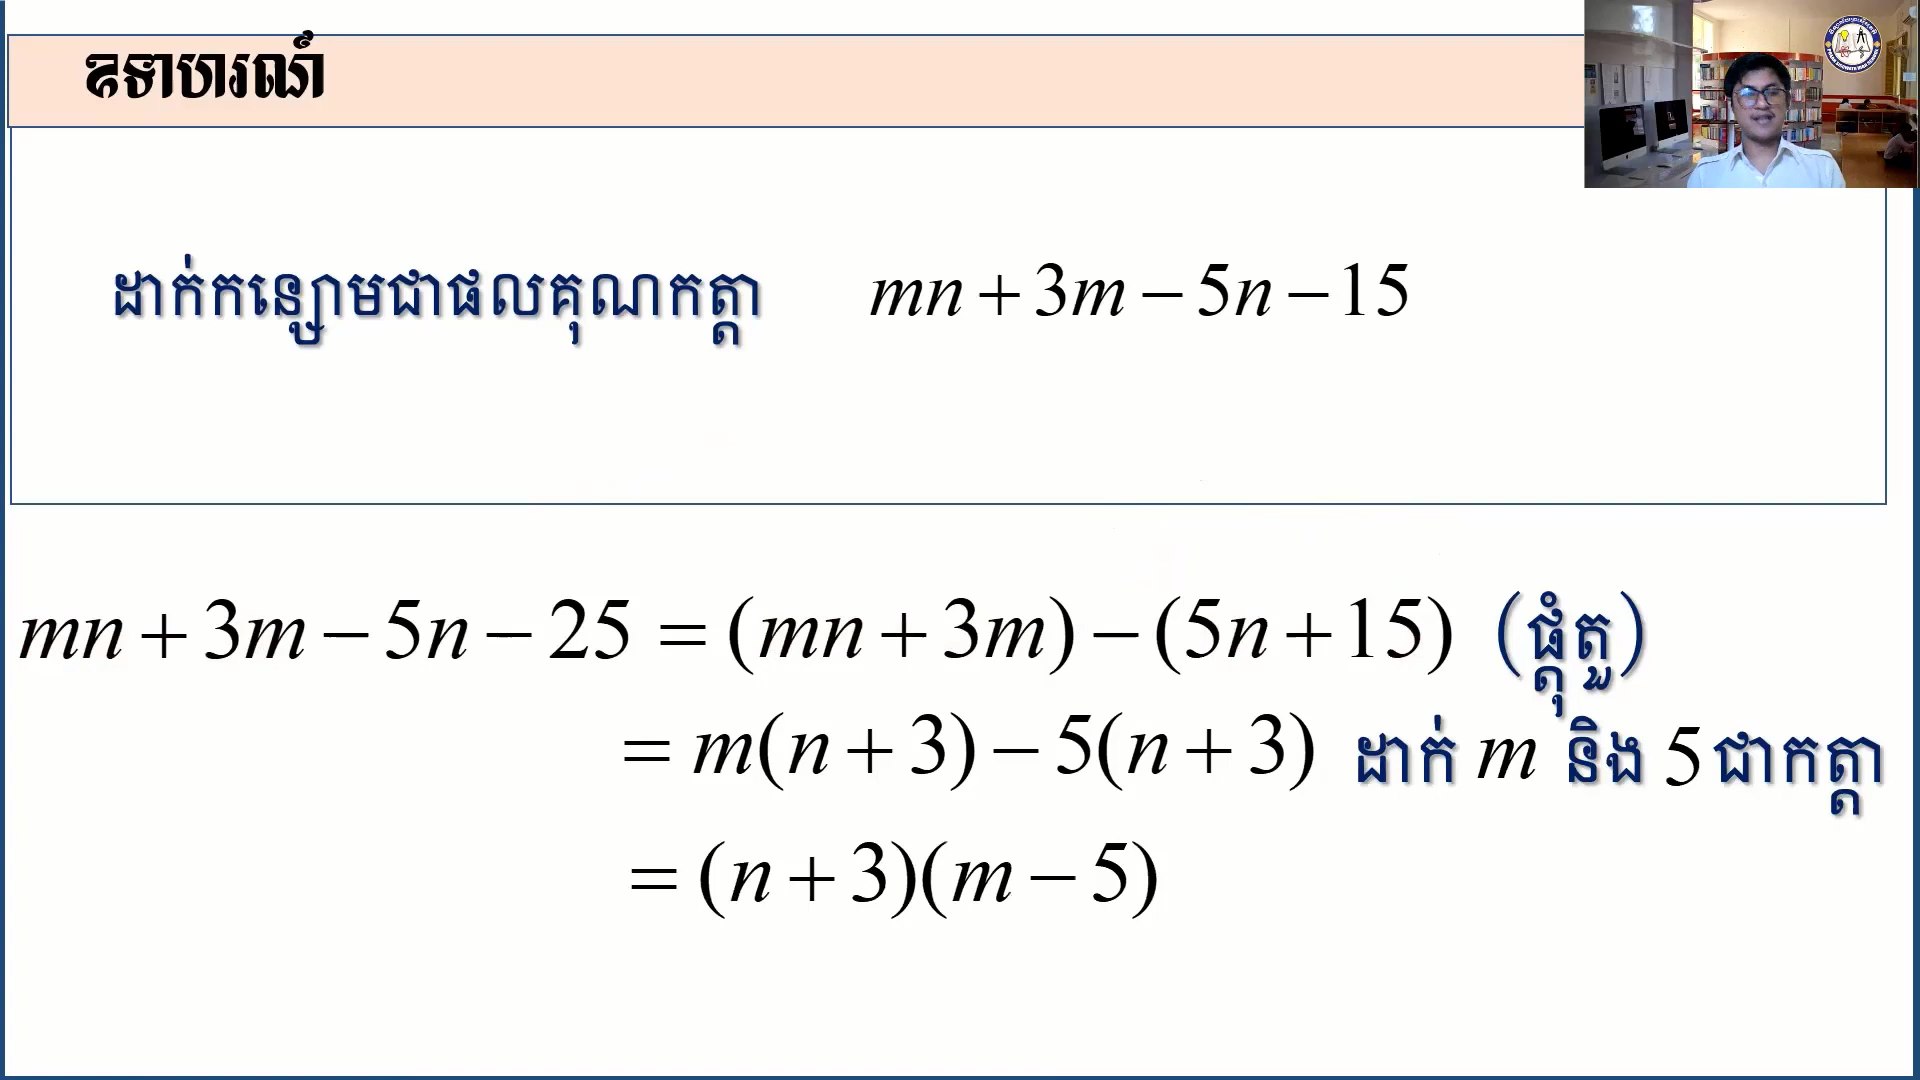 ឧទាហរណ៍
ដាក់កន្សោមជាផលគុណកត្តា mn + 3m − 5n − 15
mn + 3m − 5n − 25 = (mn + 3m) − (5n + 15) (ផ្តុំតួ)
= m(n + 3) − 5(n + 3) ដាក់ m និង 5 ជាកត្តា
= (n + 3)(m − 5)